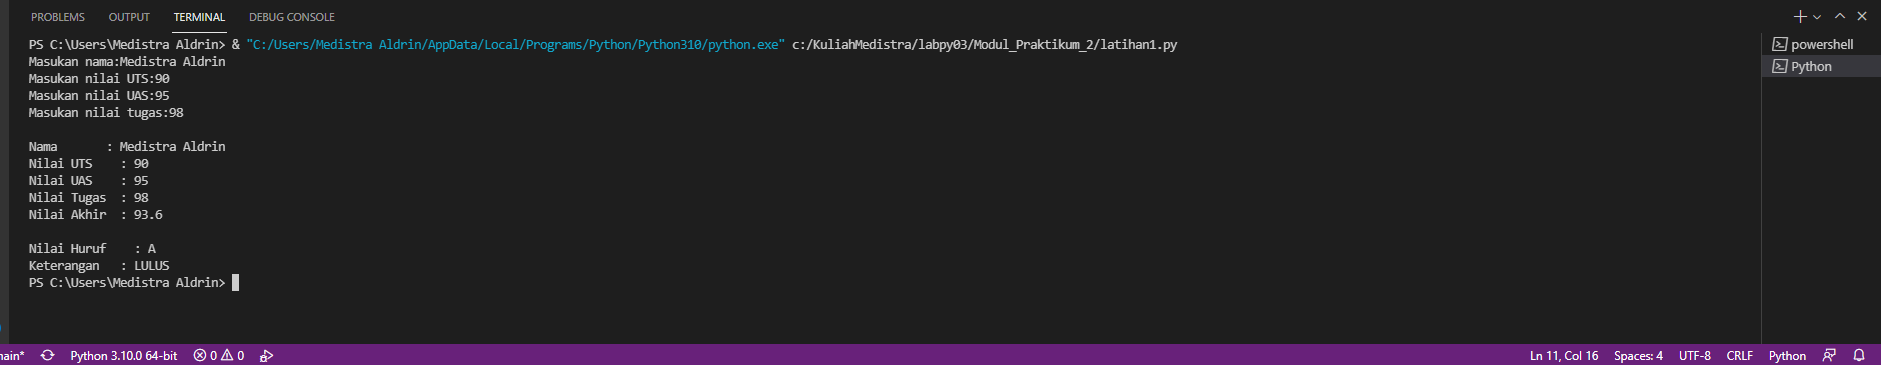 PROBLEMS OUTPUT TERMINAL DEBUG CONSOLE
PS C:\Users\Medistra Aldrin> & "C:/Users/Medistra Aldrin/AppData/Local/Programs/Python/Python310/python.exe" c:/KuliahMedistra/labpy03/Modul_Praktikum_2/latihan1.py
Masukan nama:Medistra Aldrin
Masukan nilai UTS:90
Masukan nilai UAS:95
Masukan nilai tugas:98
Nama : Medistra Aldrin
Nilai UTS : 90
Nilai UAS : 95
Nilai Tugas : 98
Nilai Akhir : 93.6
Nilai Huruf : A
Keterangan : LULUS
PS C:\Users\Medistra Aldrin>
powershell
Python
ain* Python 3.10.0 64-bit 0 0 Ln 11, Col 16 Spaces: 4 UTF-8 CRLF Python